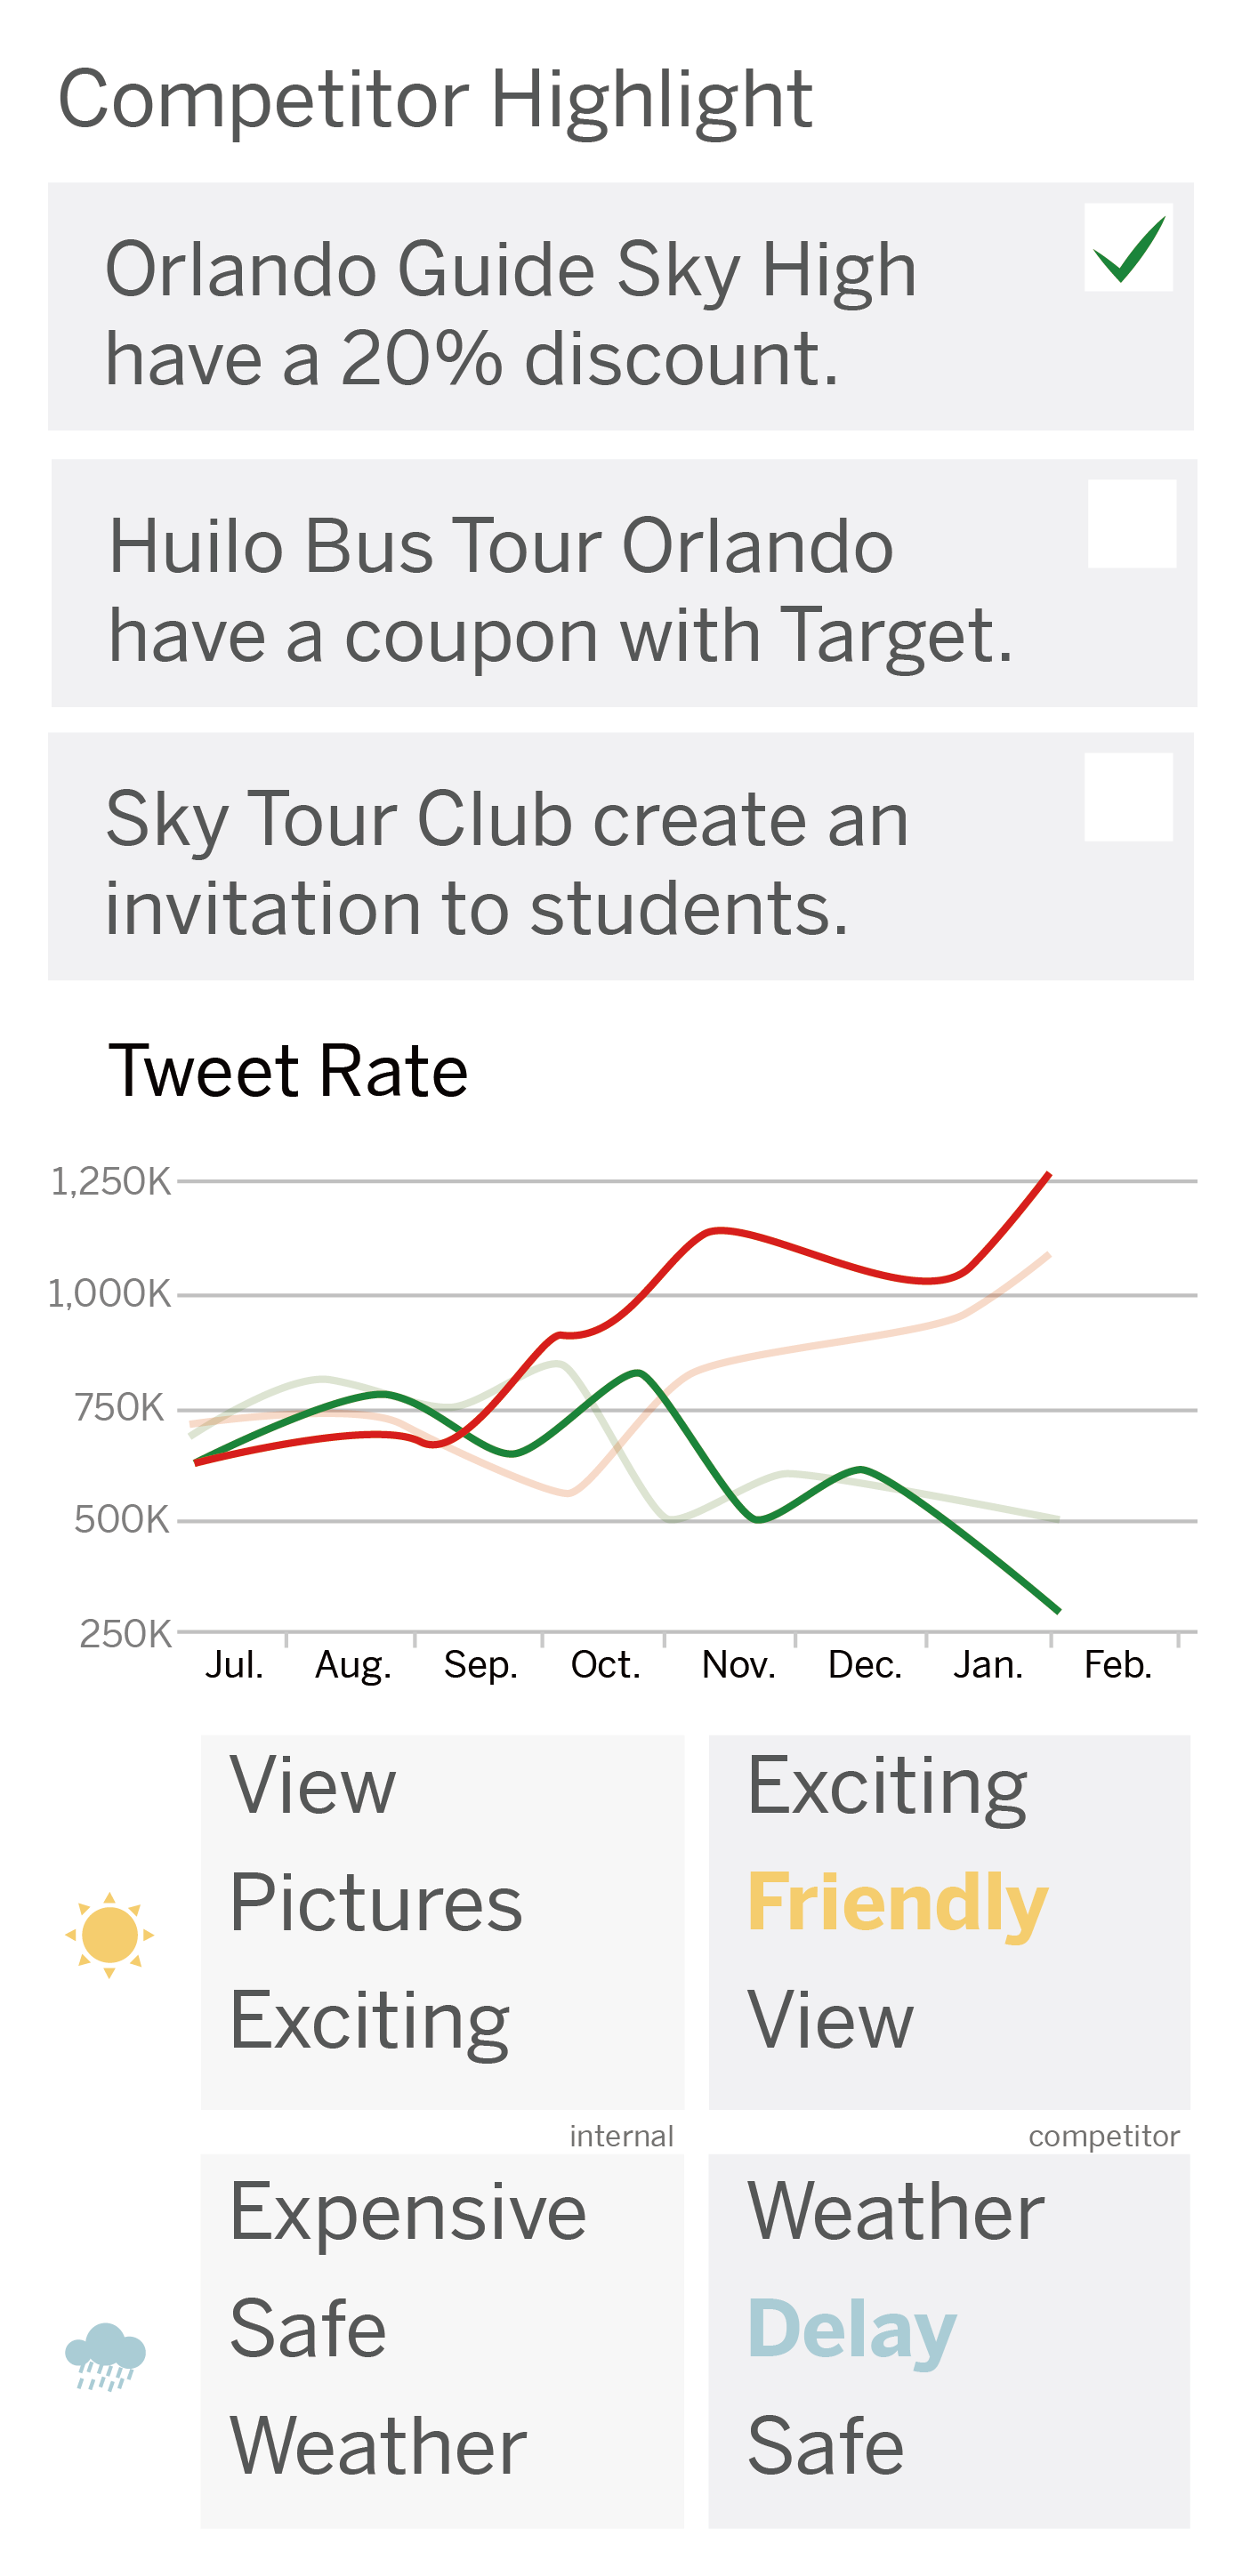 Competitor Highlight
Orlando Guide Sky High
have a 20% discount.
Huilo Bus Tour Orlando
have a coupon with Target.
Sky Tour Club create an
invitation to students.
Tweet Rate
1,250K
1,000K
750K
500K
250K
Jul. Aug. Sep. Oct. Nov. Dec. Jan. Feb.
View
Pictures
Exciting
internal
Exciting
Friendly
View
competitor
Expensive
Safe
Weather
Weather
Delay
Safe